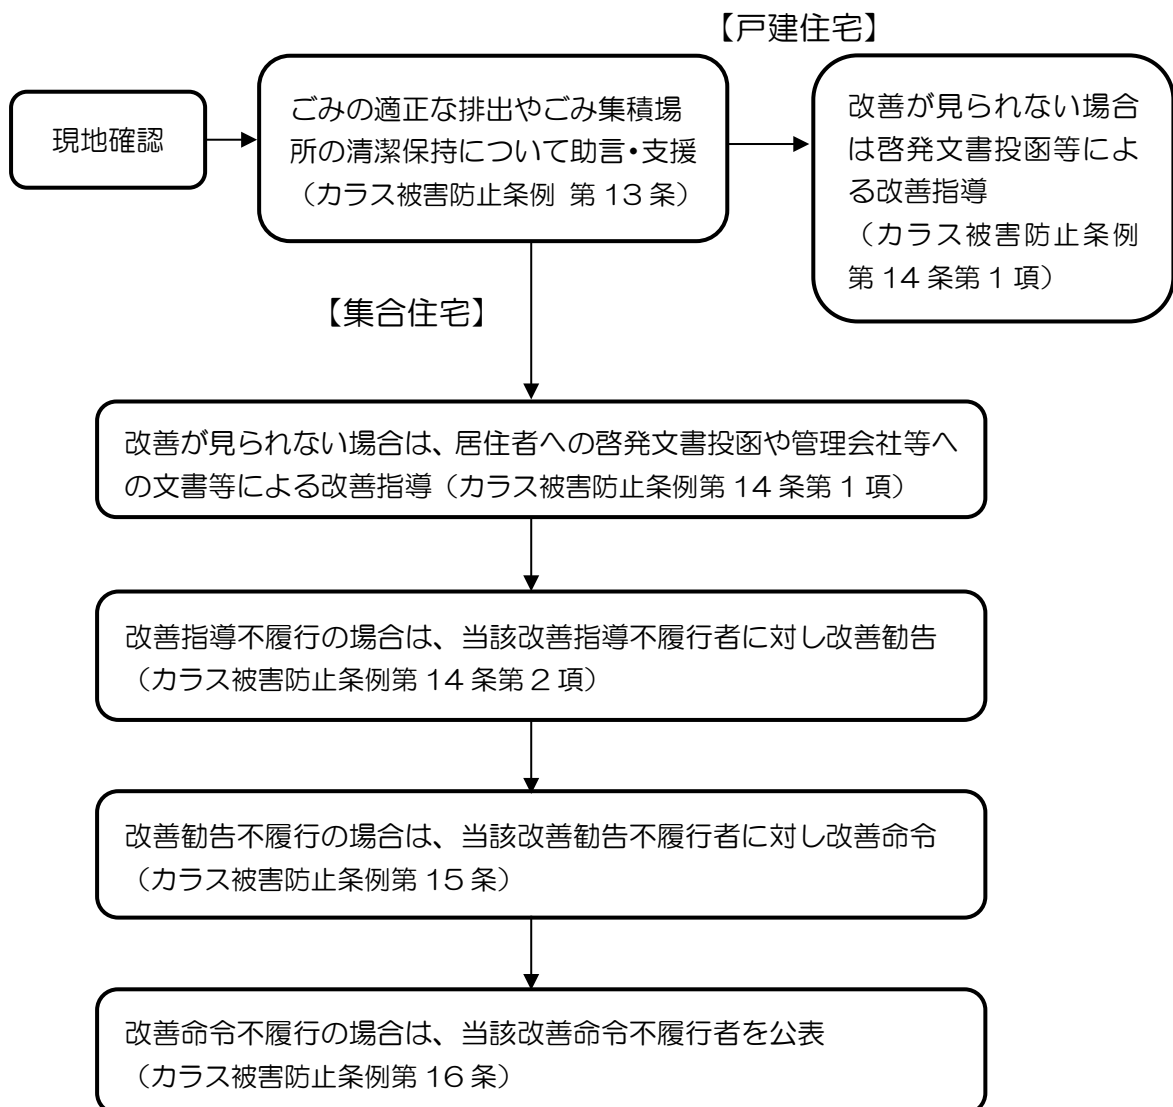 【戸建住宅】
現地確認
ごみの適正な排出やごみ集積場
所の清潔保持について助言・支援
（カラス被害防止条例 第 13 条）
改善が見られない場合
は啓発文書投函等によ
る改善指導
（カラス被害防止条例
第 14 条第 1 項）
【集合住宅】
改善が見られない場合は、居住者への啓発文書投函や管理会社等へ
の文書等による改善指導（カラス被害防止条例第 14 条第 1 項）
改善指導不履行の場合は、当該改善指導不履行者に対し改善勧告
（カラス被害防止条例第 14 条第 2 項）
改善勧告不履行の場合は、当該改善勧告不履行者に対し改善命令
（カラス被害防止条例第 15 条）
改善命令不履行の場合は、当該改善命令不履行者を公表
（カラス被害防止条例第 16 条）